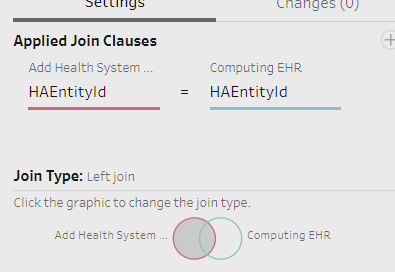 Settings
Changes (0)
Applied Join Clauses
Add Health System ...
Computing EHR
HAEntityId
=
HAEntityId
Join Type: Left join
Click the graphic to change the join type.
Add Health System ...
Computing EHR